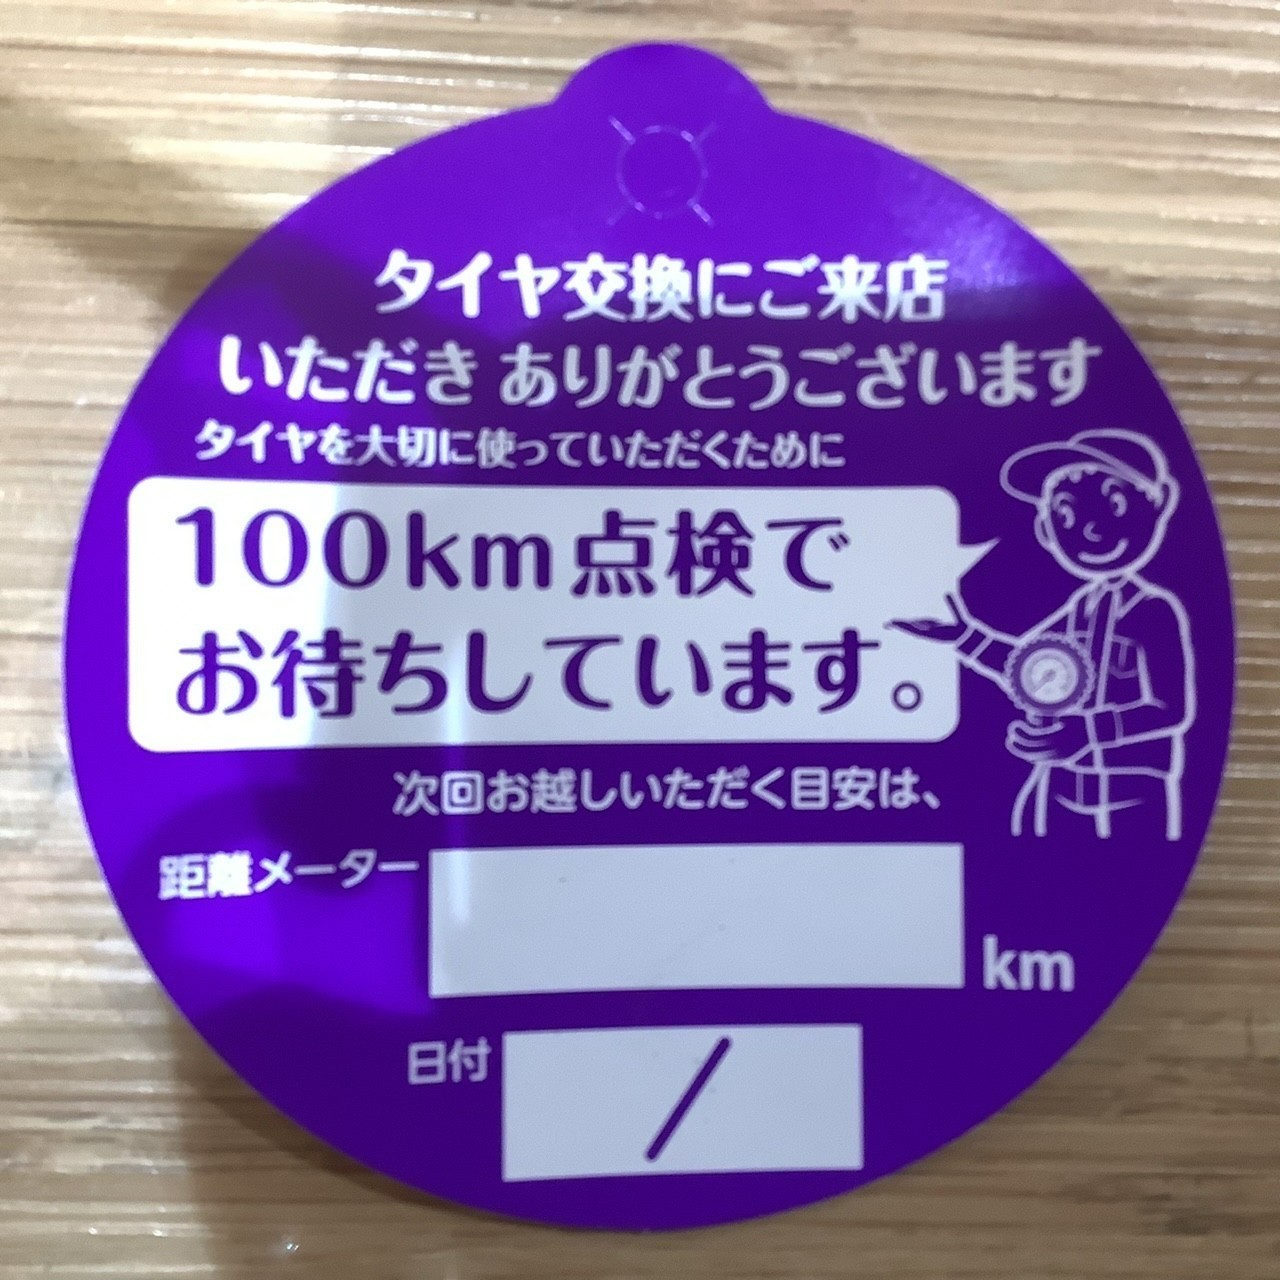 タイヤ交換にご来店
いただき ありがとうございます
タイヤを大切に使っていただくために
100km点検で
お待ちしています。
次回お越しいただく目安は、
距離メーター
km
日付
/